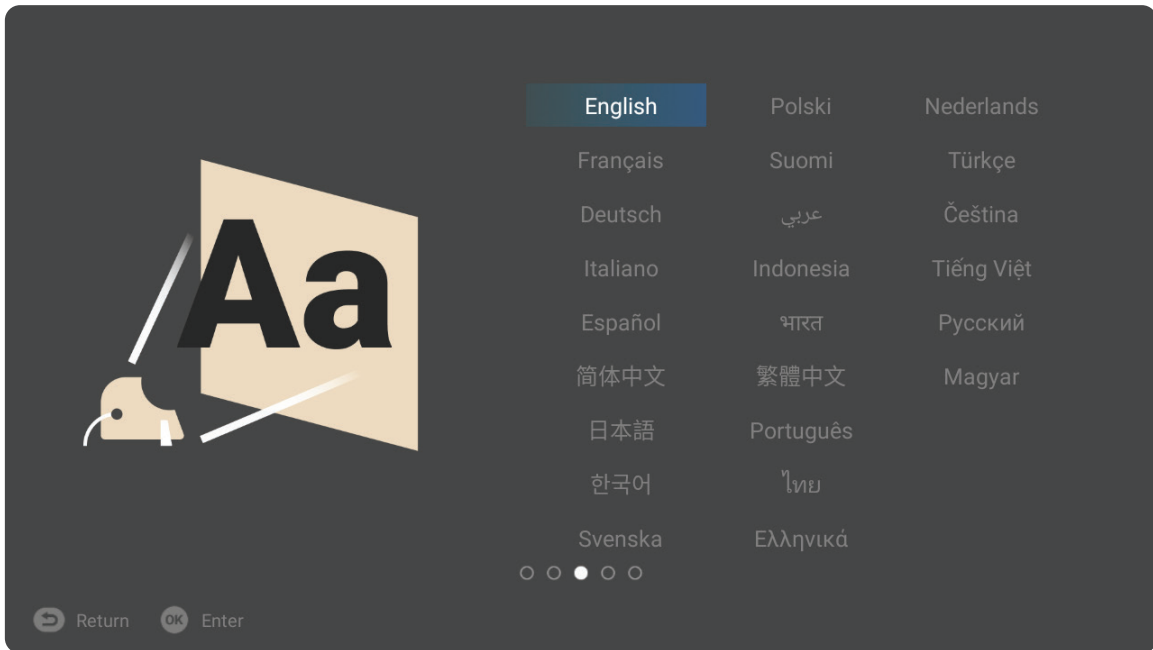 Aa
English Polski Nederlands
Français Suomi Türkçe
Deutsch عربي Čeština
Italiano Indonesia Tiếng Việt
Español भारत Русский
简体中文 繁體中文 Magyar
日本語 Português
한국어 ไทย
Svenska Ελληνικά
Return OK Enter